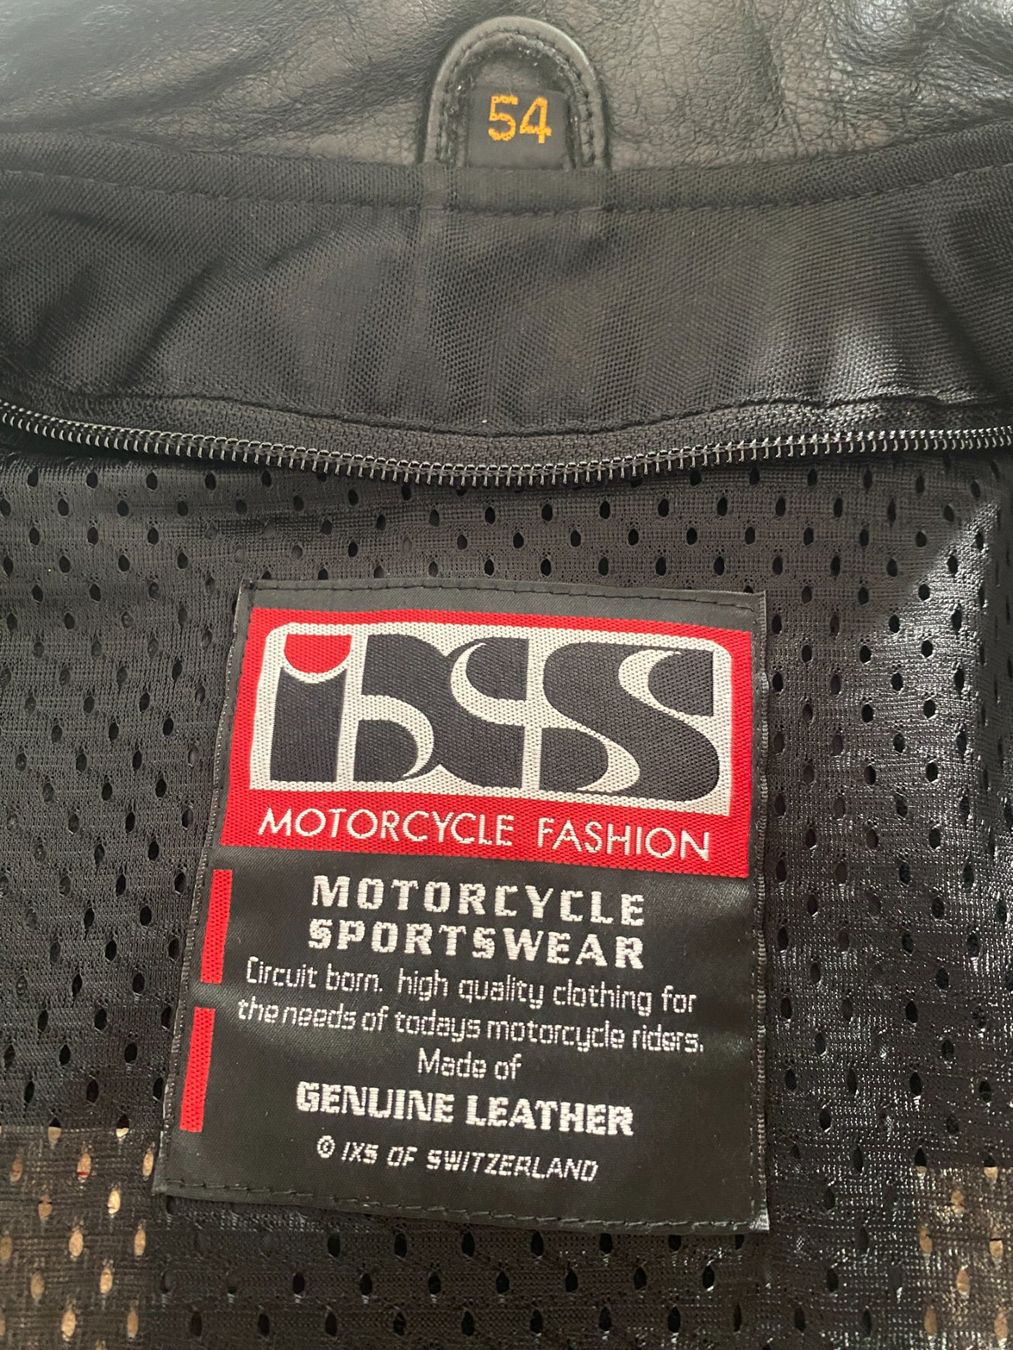 54
iXS
MOTORCYCLE FASHION
MOTORCYCLE
SPORTSWEAR
Circuit born. high quality clothing for
the needs of todays motorcycle riders.
Made of
GENUINE LEATHER
© IXS OF SWITZERLAND